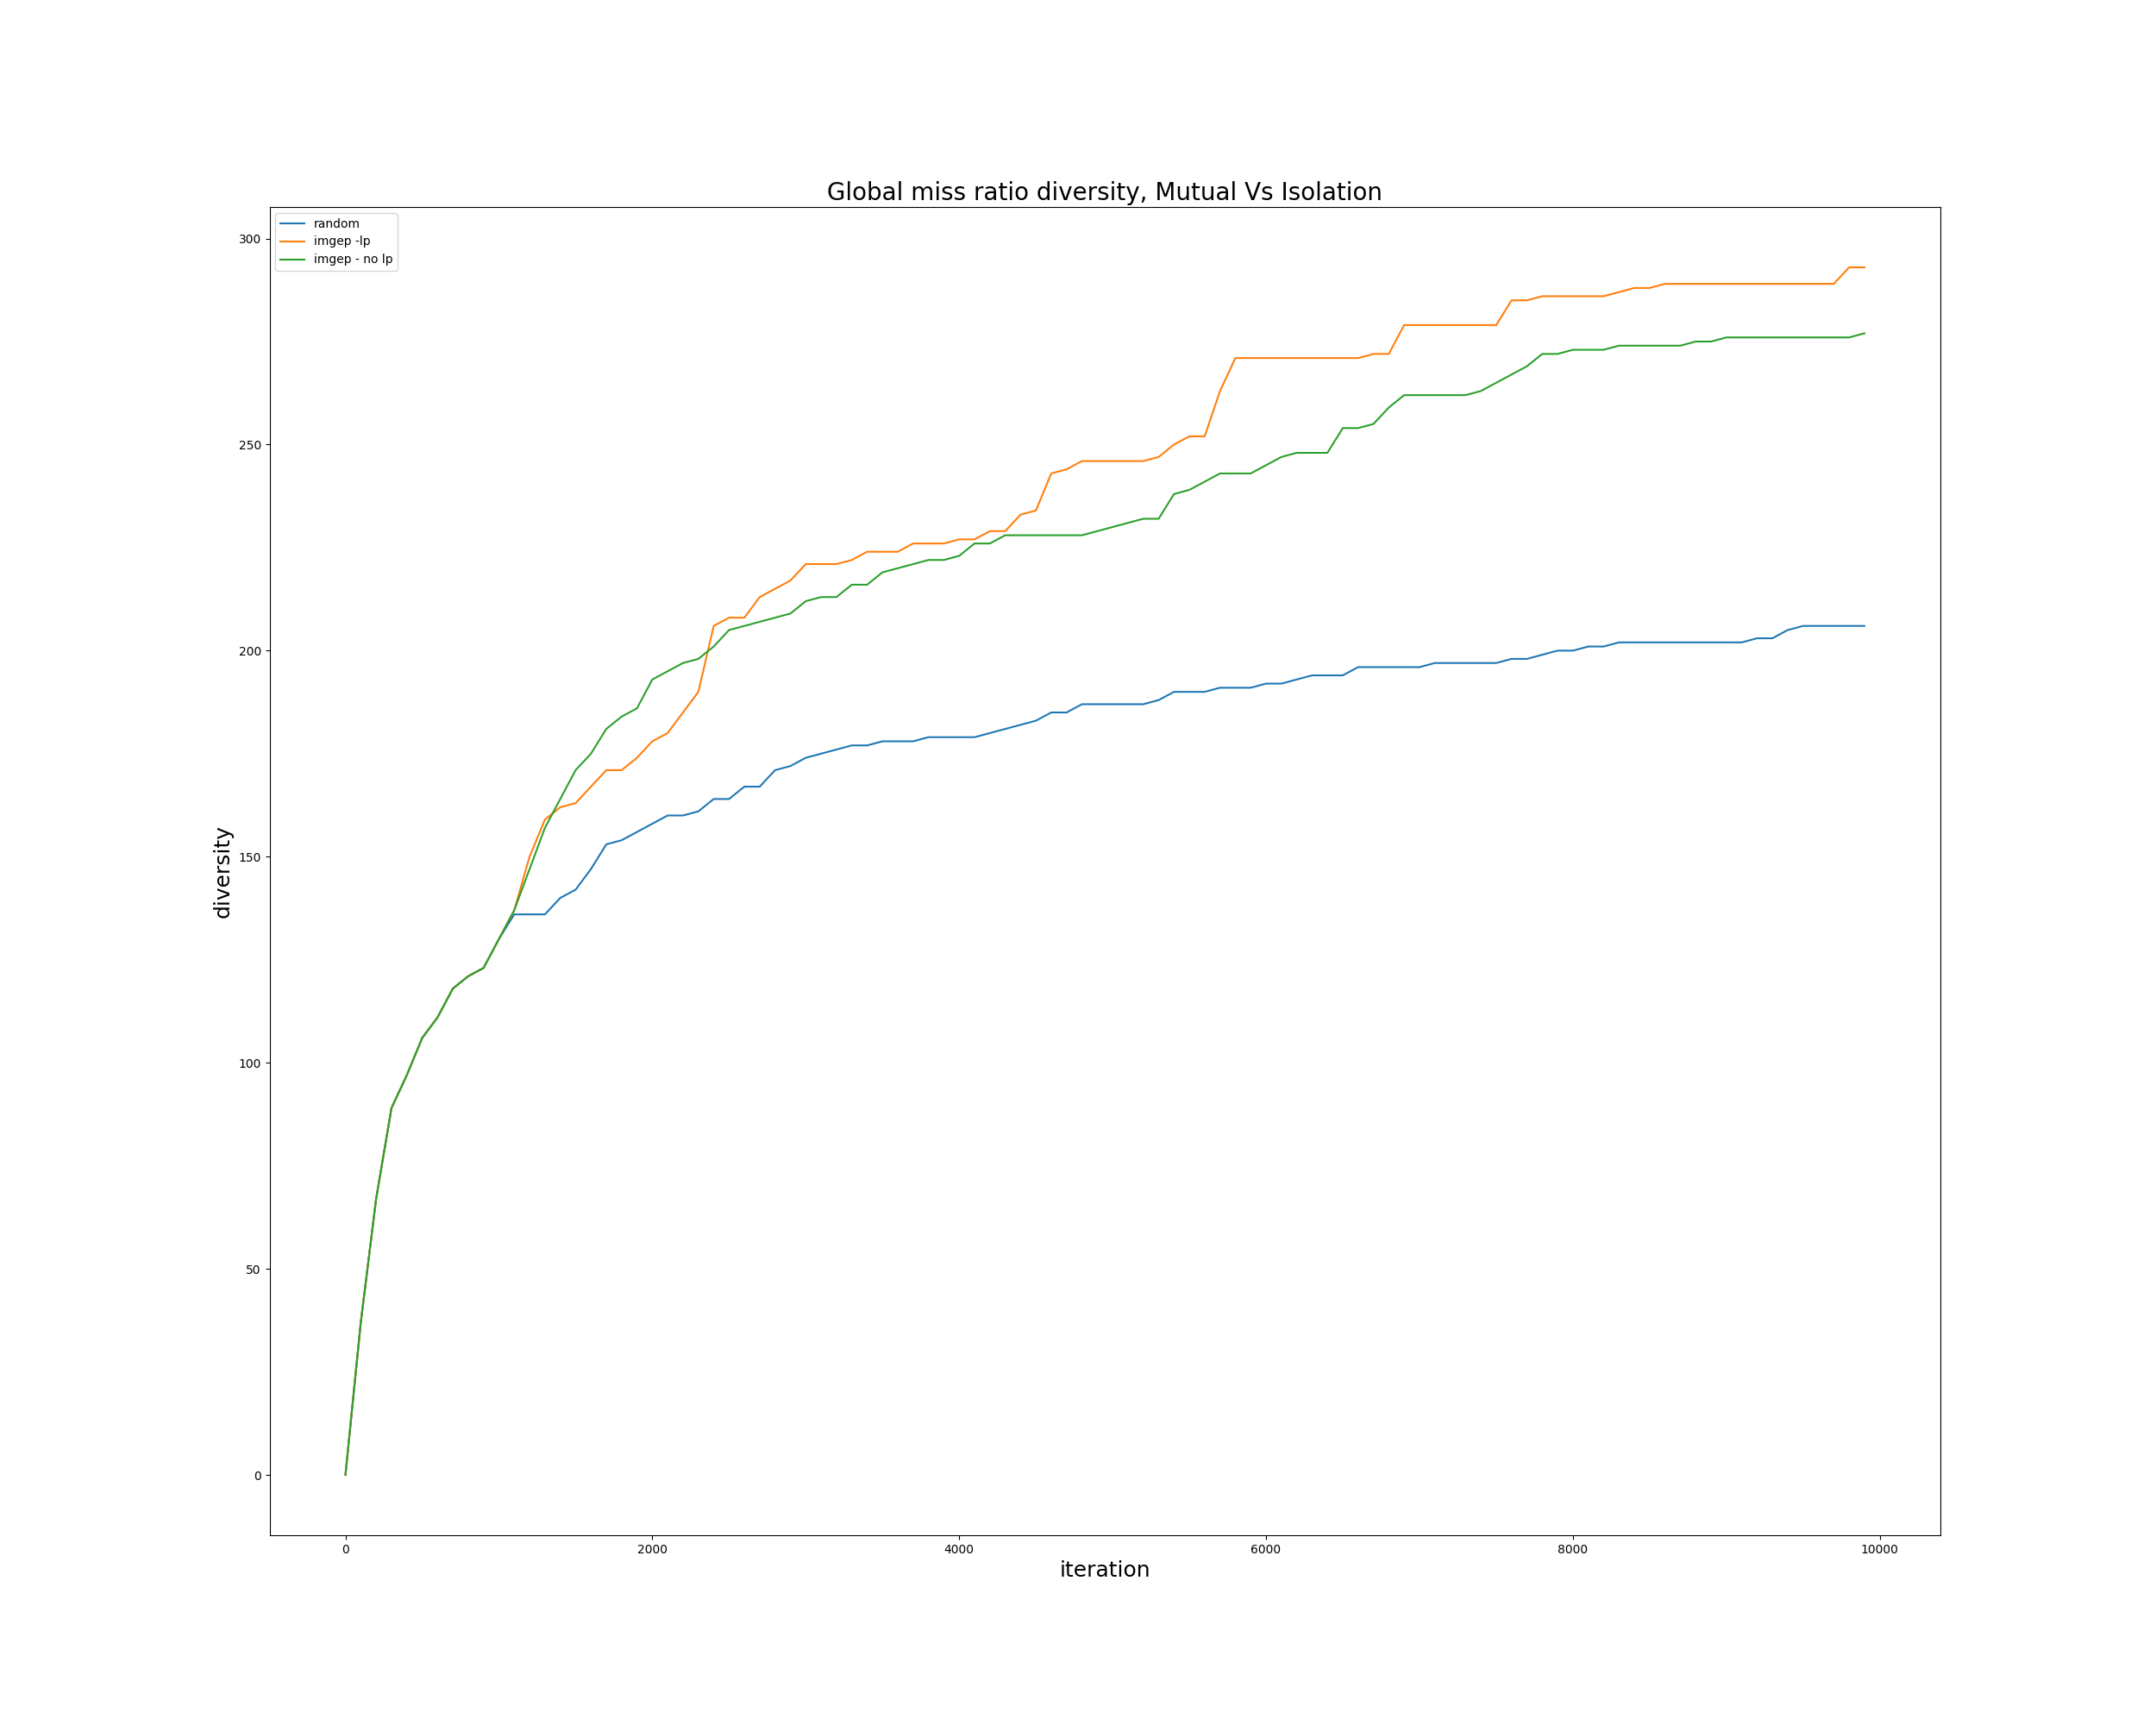 Global miss ratio diversity, Mutual Vs Isolation
random
imgep -lp
imgep - no lp
300
250
200
150
100
50
0
diversity
0 2000 4000 6000 8000 10000
iteration